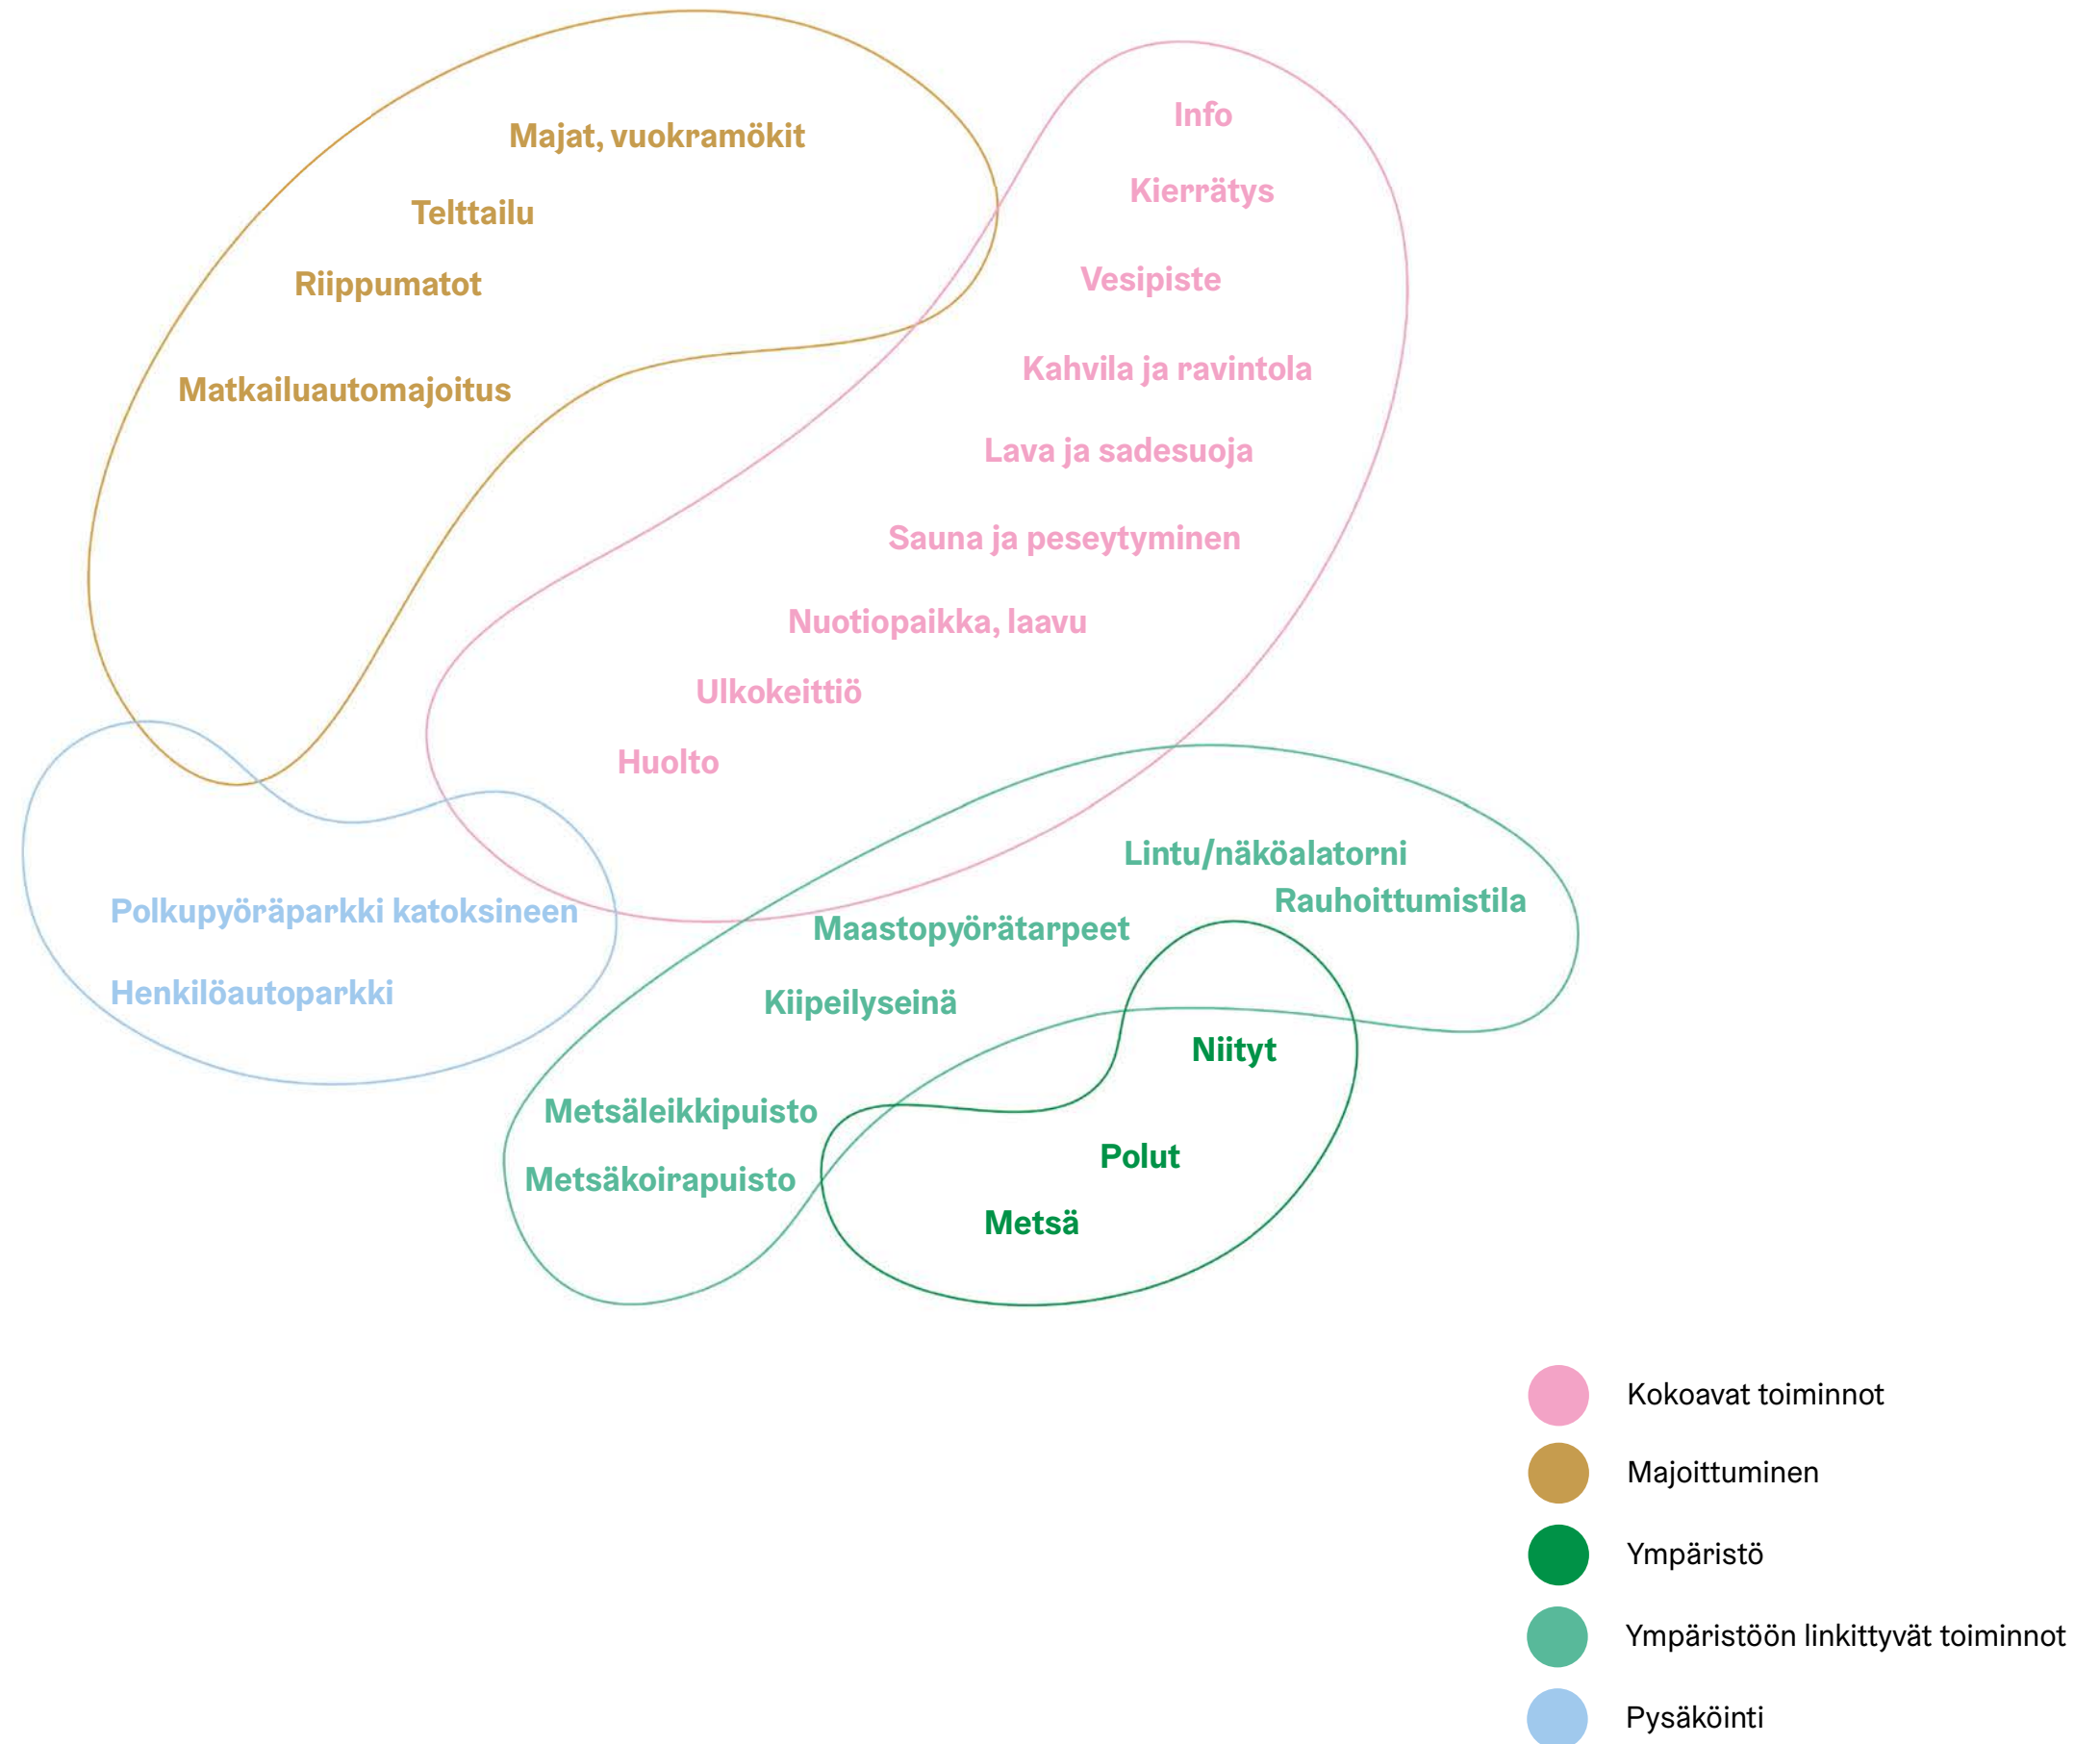 Majat, vuokramökit
Telttailu
Riippumatot
Matkailuautomajoitus
Info
Kierrätys
Vesipiste
Kahvila ja ravintola
Lava ja sadesuoja
Sauna ja peseytyminen
Nuotiopaikka, laavu
Ulkokeittiö
Huolto
Polkupyöräparkki katoksineen
Henkilöautoparkki
Lintu/näköalatorni
Rauhoittumistila
Maastopyörätarpeet
Kiipeilyseinä
Metsäleikkipuisto
Metsäkoirapuisto
Niityt
Polut
Metsä
Kokoavat toiminnot
Majoittuminen
Ympäristö
Ympäristöön linkittyvät toiminnot
Pysäköinti